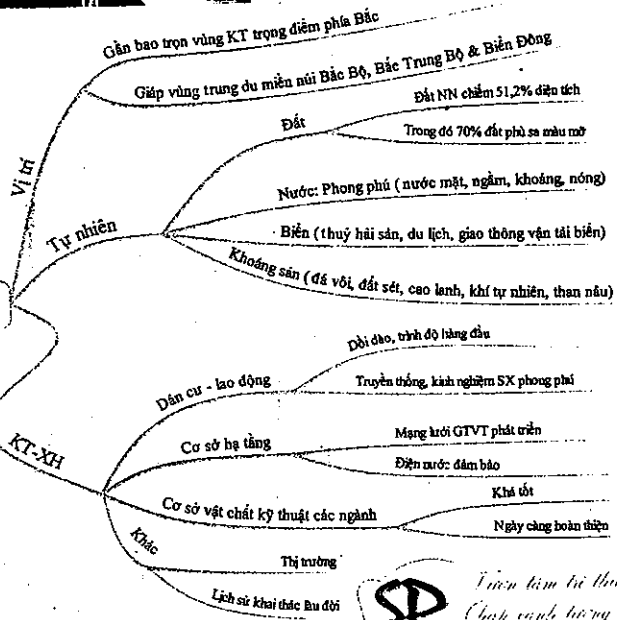 Gần bao trọn vùng KT trọng điểm phía Bắc
Giáp vùng trung du miền núi Bắc Bộ, Bắc Trung Bộ & Biển Đông
Vị trí
Đất
Đất NN chiếm 51,2% diện tích
Trong đó 70% đất phù sa màu mỡ
Tự nhiên
Nước: Phong phú (nước mặt, ngầm, khoáng, nóng)
Biển (thuỷ hải sản, du lịch, giao thông vận tải biển)
Khoáng sản (đá vôi, đất sét, cao lanh, khí tự nhiên, than nâu)
Dân cư - lao động
Dồi dào, trình độ hàng đầu
Truyền thống, kinh nghiệm SX phong phú
KT-XH
Cơ sở hạ tầng
Mạng lưới GTVT phát triển
Điện nước đảm bảo
Cơ sở vật chất kỹ thuật các ngành
Khá tốt
Ngày càng hoàn thiện
Khác
Thị trường
Lịch sử khai thác lâu đời
SD